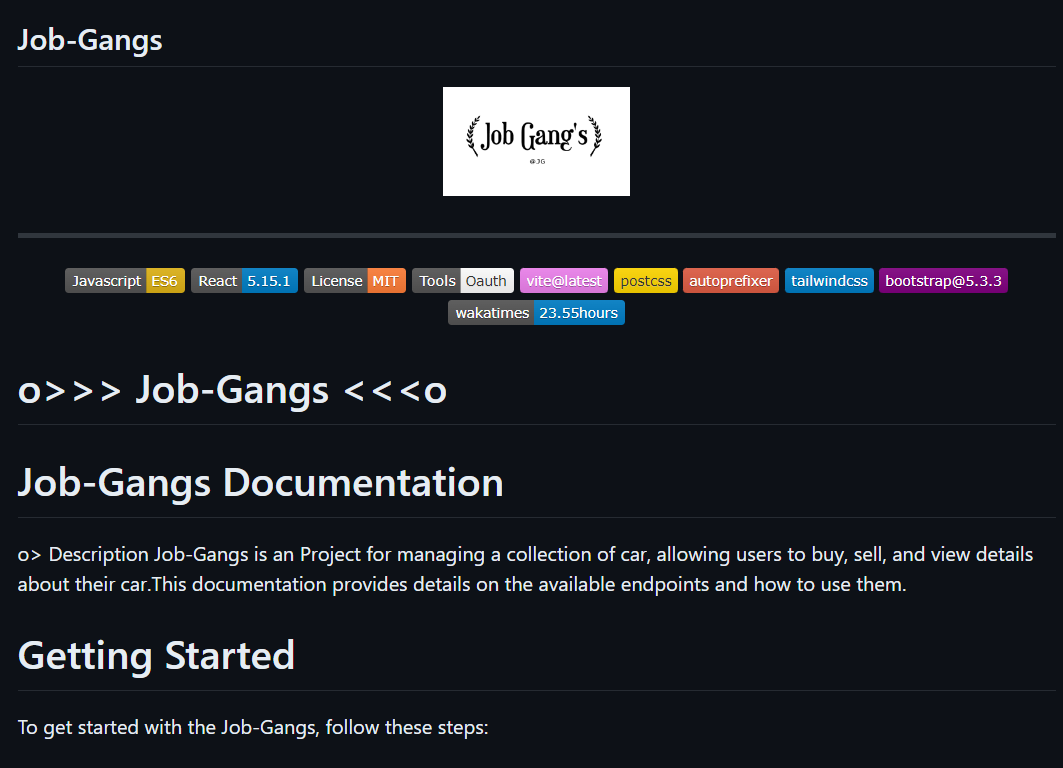 Job-Gangs
Job Gang's
@JG
Javascript ES6 React 5.15.1 License MIT Tools Oauth vite@latest postcss autoprefixer tailwindcss bootstrap@5.3.3
wakatimes 23.55hours
o>>> Job-Gangs <<<o
Job-Gangs Documentation
o> Description Job-Gangs is an Project for managing a collection of car, allowing users to buy, sell, and view details
about their car.This documentation provides details on the available endpoints and how to use them.
Getting Started
To get started with the Job-Gangs, follow these steps: